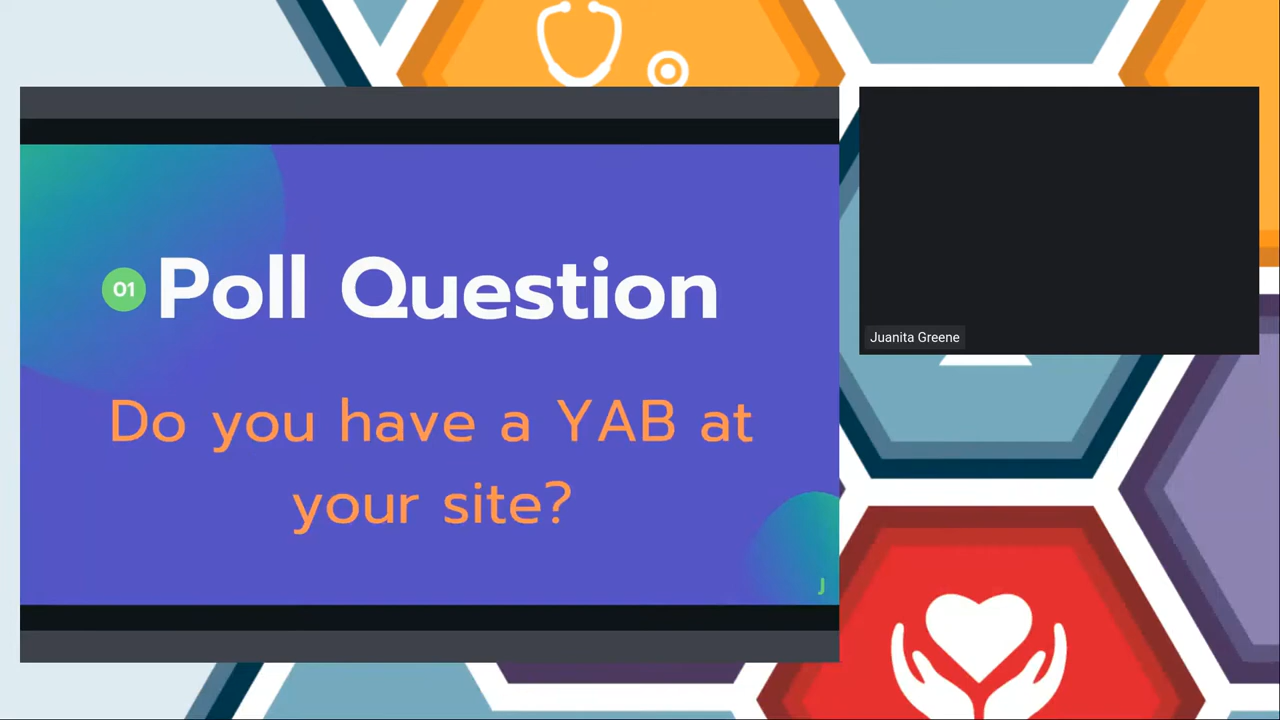 01 Poll Question
Do you have a YAB at
your site?
J
Juanita Greene